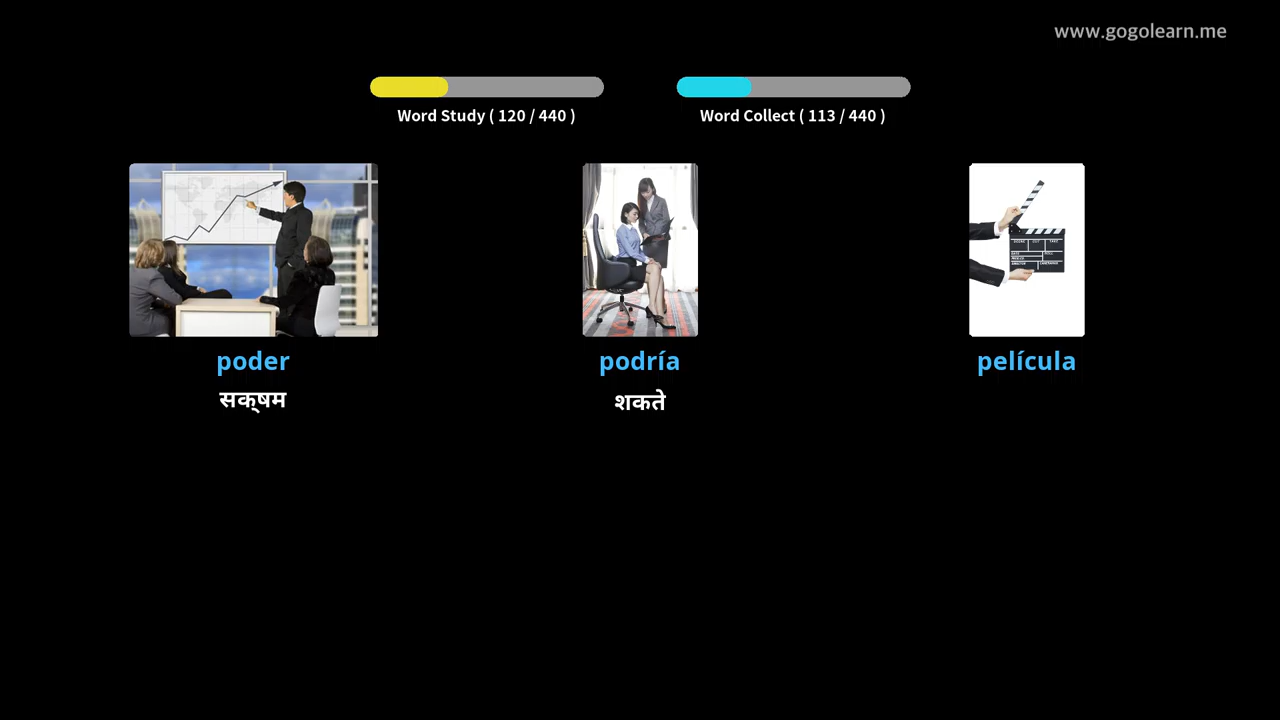 www.gogolearn.me
Word Study ( 120 / 440 )
Word Collect ( 113 / 440 )
poder
podría
película
सक्षम
शकते